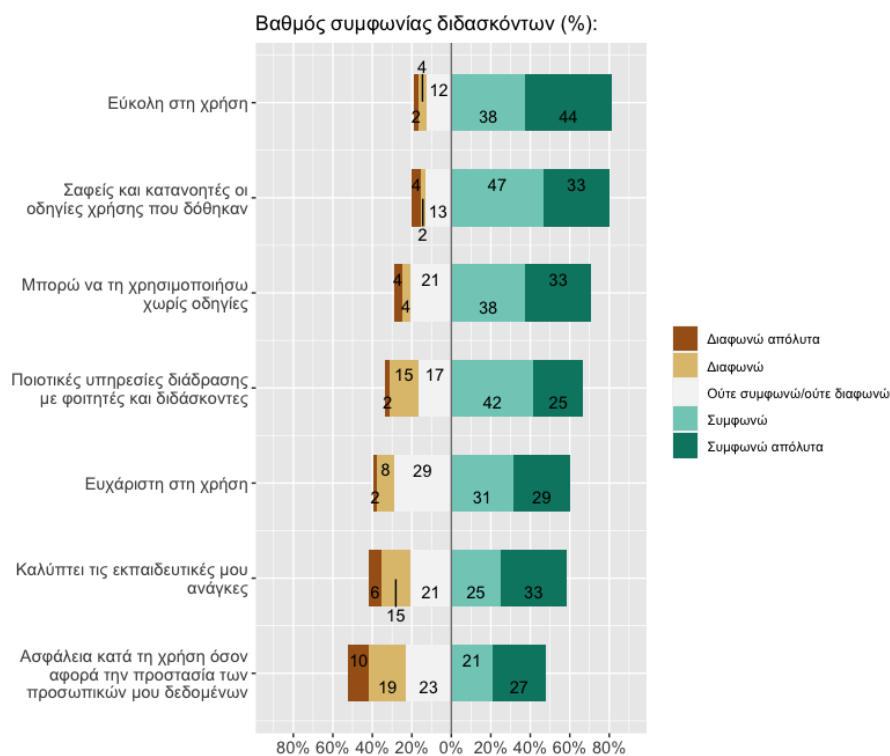 Βαθμός συμφωνίας διδασκόντων (%):
4
12
Εύκολη στη χρήση
2
38
44
4
47
33
Σαφείς και κατανοητές οι
οδηγίες χρήσης που δόθηκαν
13
2
4
21
33
Μπορώ να τη χρησιμοποιήσω
χωρίς οδηγίες
4
38
15
17
Ποιοτικές υπηρεσίες διάδρασης
με φοιτητές και διδάσκοντες
2
42
25
8
29
Ευχάριστη στη χρήση
2
31
29
Καλύπτει τις εκπαιδευτικές μου
ανάγκες
6
21
25
33
15
10
21
Ασφάλεια κατά τη χρήση όσον
αφορά την προστασία των
προσωπικών μου δεδομένων
19
23
27
80% 60% 40% 20% 0% 20% 40% 60% 80%
Διαφωνώ απόλυτα
Διαφωνώ
Ούτε συμφωνώ/ούτε διαφωνώ
Συμφωνώ
Συμφωνώ απόλυτα